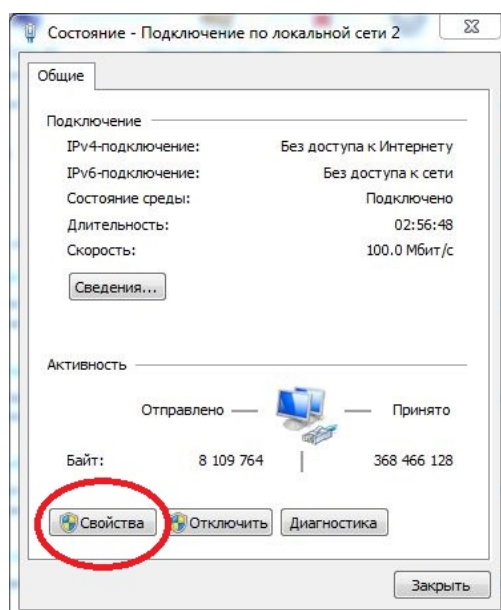 Состояние - Подключение по локальной сети 2
Общие
Подключение
IPv4-подключение: Без доступа к Интернету
IPv6-подключение: Без доступа к сети
Состояние среды: Подключено
Длительность: 02:56:48
Скорость: 100.0 Мбит/с
Сведения...
Активность
Отправлено — Принято
Байт: 8 109 764 | 368 466 128
Свойства Отключить Диагностика
Закрыть